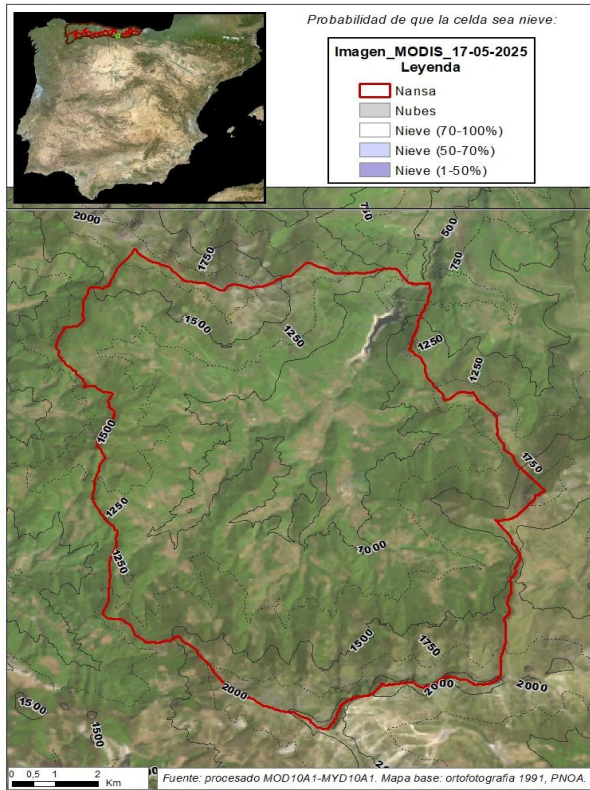 Probabilidad de que la celda sea nieve:
Imagen_MODIS_17-05-2025
Leyenda
Nansa
Nubes
Nieve (70-100%)
Nieve (50-70%)
Nieve (1-50%)
2000
750
500
1750
750
1500
1250
1250
1250
1500
1750
1250
1000
1250
1500
1750
2000
2000
2000
1500
1500
0 0,5 1 2
Km
Fuente: procesado MOD10A1-MYD10A1. Mapa base: ortofotografia 1991, PNOA.